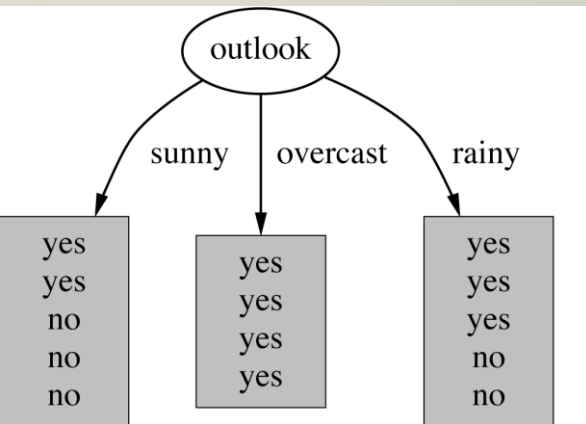 outlook
sunny
overcast
rainy
yes
yes
no
no
no
yes
yes
yes
yes
yes
yes
yes
no
no